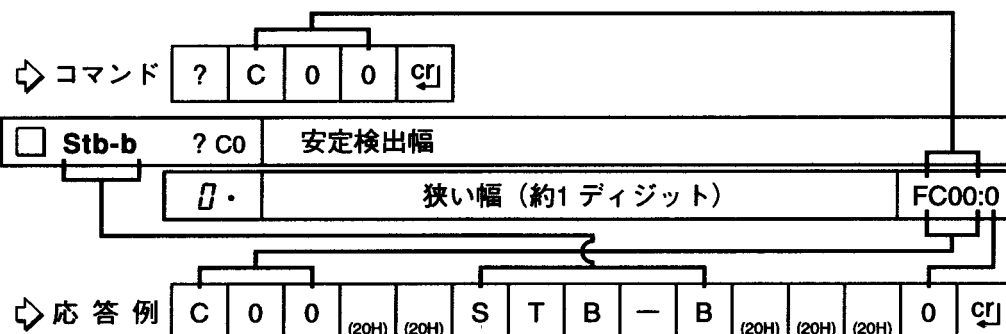 コマンド ? C 0 0 cr
Stb-b ? C0 安定検出幅
0. 狭い幅（約1 ディジット） FC00:0
応答例 C 0 0 (20H) (20H) S T B - B (20H) (20H) (20H) 0 cr